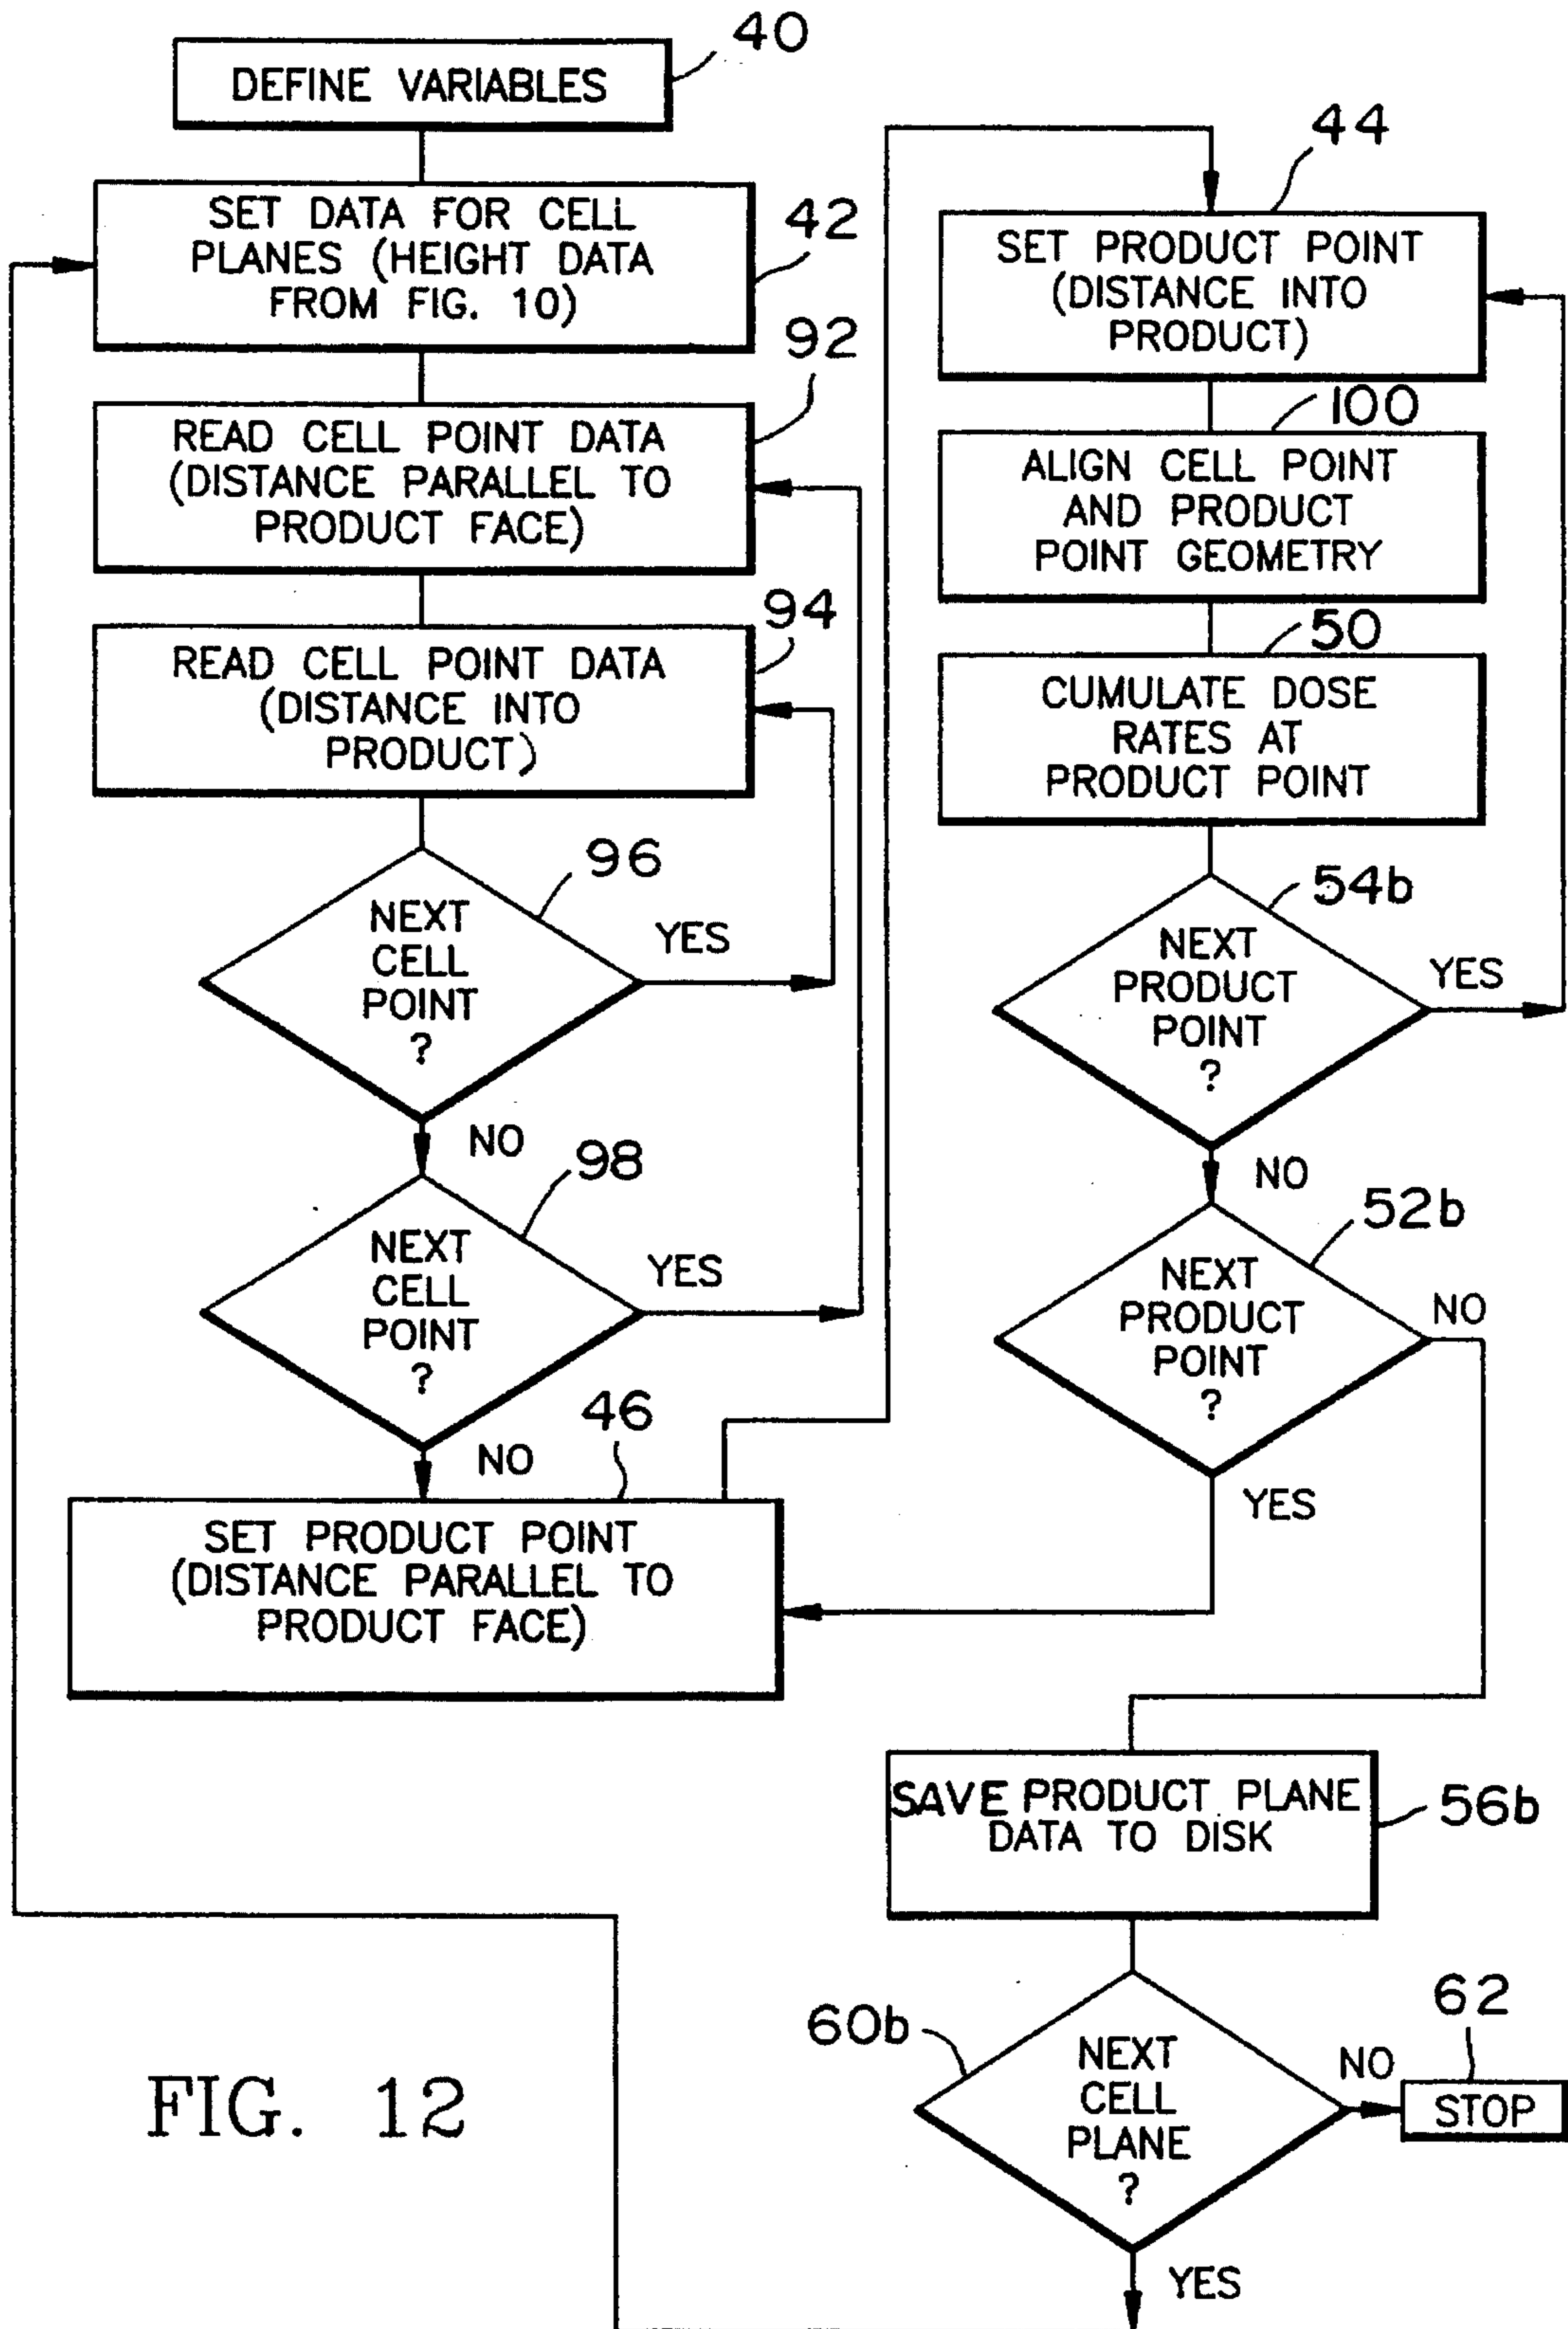 40
DEFINE VARIABLES
SET DATA FOR CELL
PLANES (HEIGHT DATA
FROM FIG. 10)
42
READ CELL POINT DATA
(DISTANCE PARALLEL TO
PRODUCT FACE)
92
READ CELL POINT DATA
(DISTANCE INTO
PRODUCT)
94
NEXT
CELL
POINT
?
96
YES
NO
NEXT
CELL
POINT
?
98
YES
NO
46
SET PRODUCT POINT
(DISTANCE PARALLEL TO
PRODUCT FACE)
44
SET PRODUCT POINT
(DISTANCE INTO
PRODUCT)
100
ALIGN CELL POINT
AND PRODUCT
POINT GEOMETRY
50
CUMULATE DOSE
RATES AT
PRODUCT POINT
54b
NEXT
PRODUCT
POINT
?
YES
NO
52b
NEXT
PRODUCT
POINT
?
NO
YES
SAVE PRODUCT PLANE
DATA TO DISK
56b
60b
NEXT
CELL
PLANE
?
NO
62
STOP
YES
FIG. 12